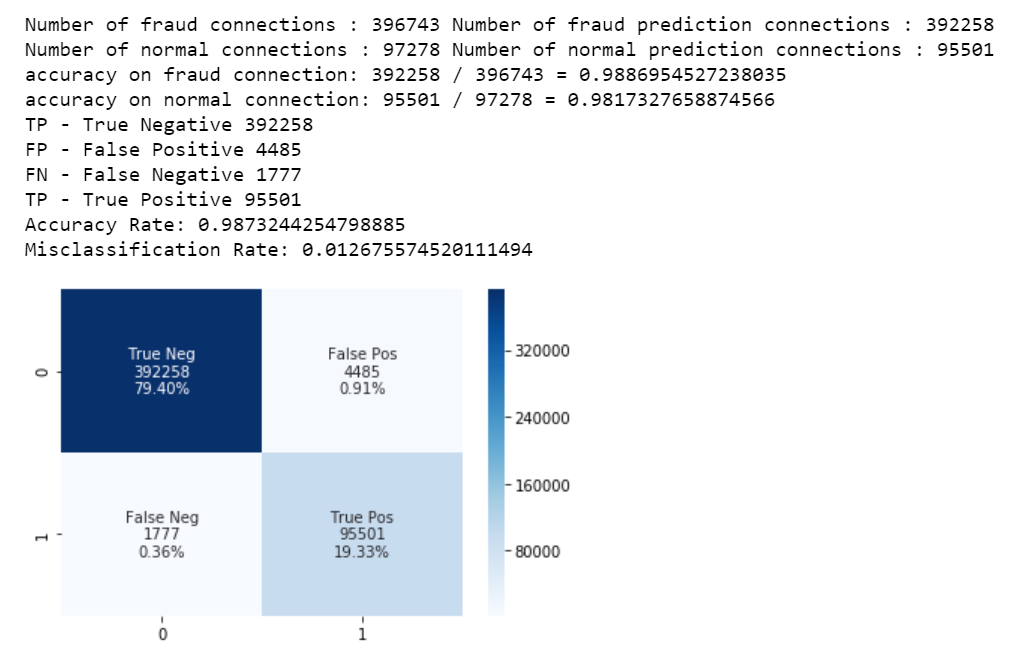 Number of fraud connections : 396743 Number of fraud prediction connections : 392258
Number of normal connections : 97278 Number of normal prediction connections : 95501
accuracy on fraud connection: 392258 / 396743 = 0.9886954527238035
accuracy on normal connection: 95501 / 97278 = 0.9817327658874566
TP - True Negative 392258
FP - False Positive 4485
FN - False Negative 1777
TP - True Positive 95501
Accuracy Rate: 0.9873244254798885
Misclassification Rate: 0.012675574520111494
True Neg
392258
79.40%
False Pos
4485
0.91%
0
False Neg
1777
0.36%
True Pos
95501
19.33%
1
0
1
320000
240000
160000
80000